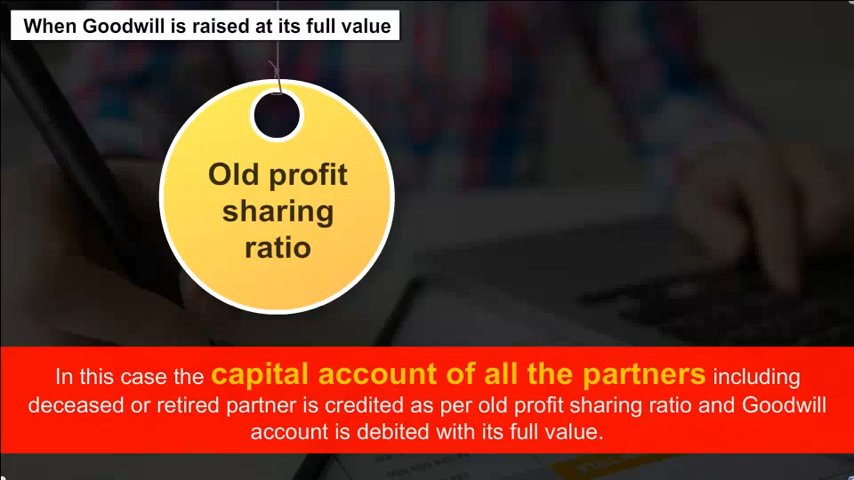 When Goodwill is raised at its full value
Old profit
sharing
ratio
In this case the capital account of all the partners including
deceased or retired partner is credited as per old profit sharing ratio and Goodwill
account is debited with its full value.